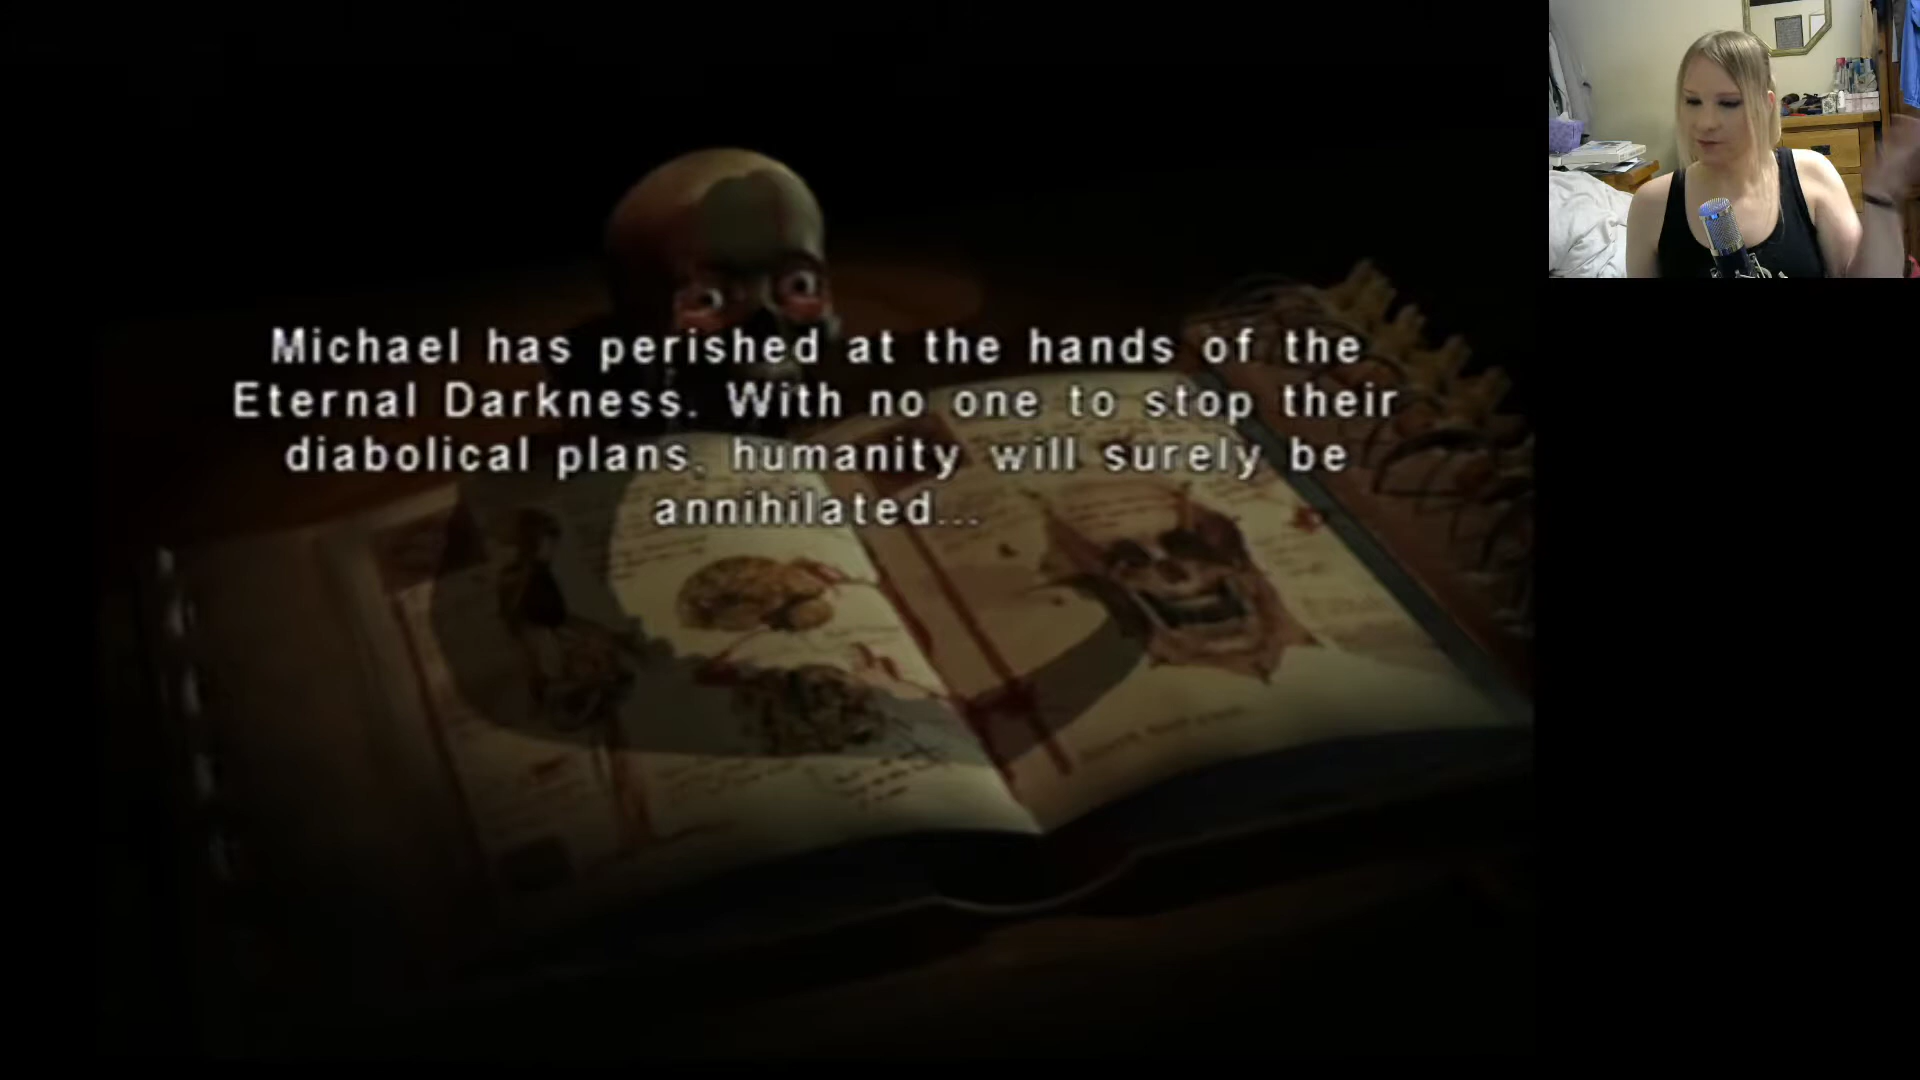 Michael has perished at the hands of the
Eternal Darkness. With no one to stop their
diabolical plans, humanity will surely be
annihilated...